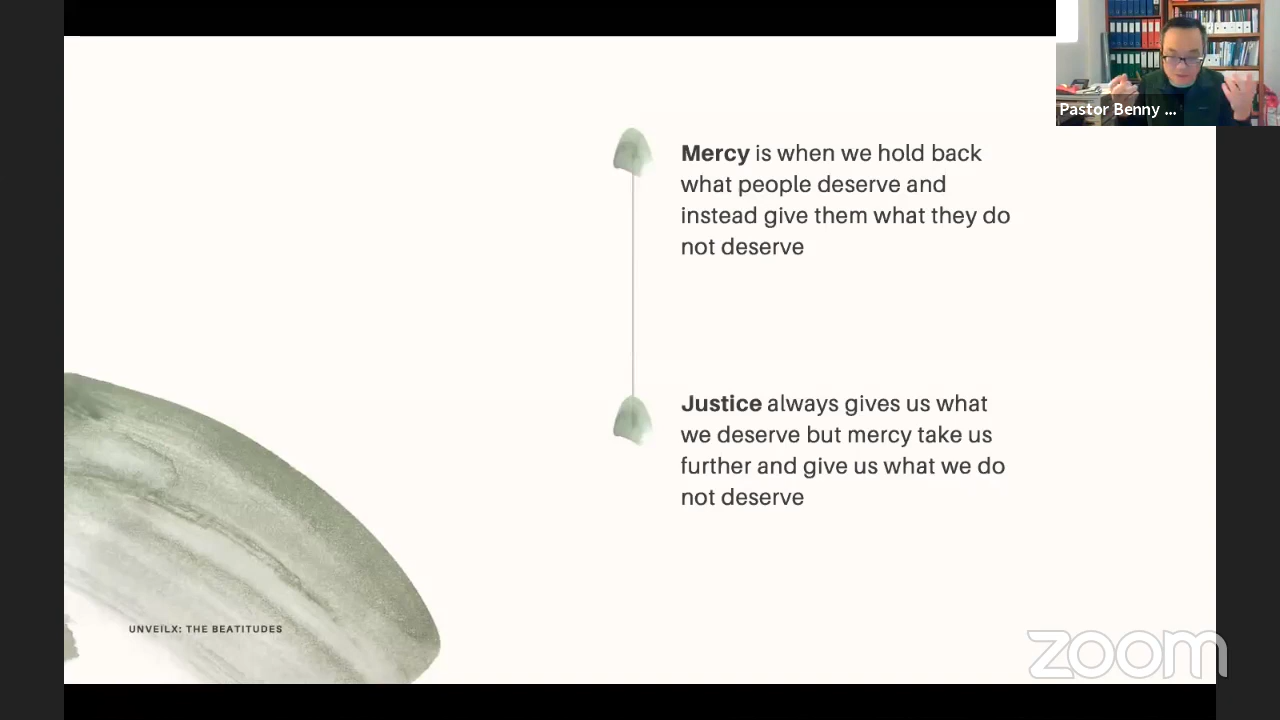 Pastor Benny ...
Mercy is when we hold back
what people deserve and
instead give them what they do
not deserve
Justice always gives us what
we deserve but mercy take us
further and give us what we do
not deserve
UNVEILX: THE BEATITUDES
zoom